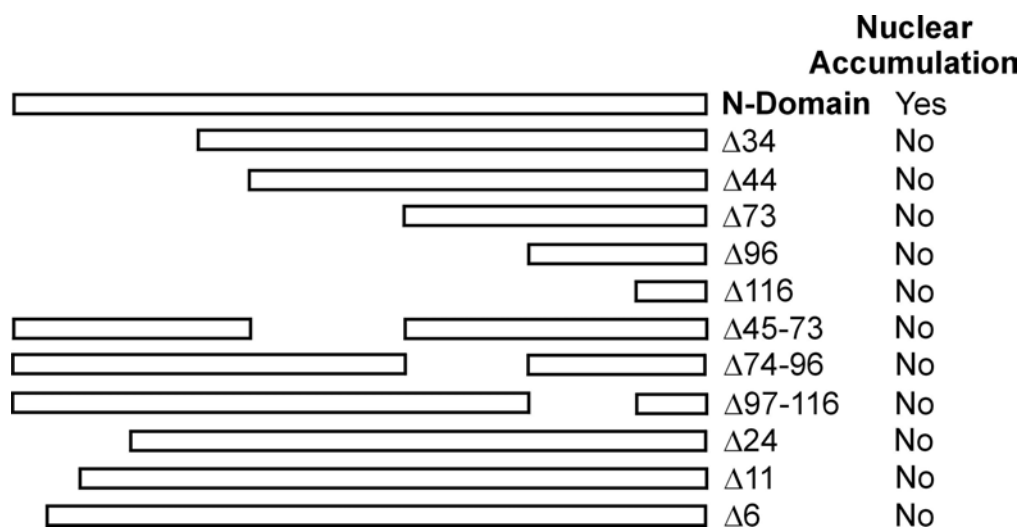 Nuclear
Accumulation
N-Domain Yes
Δ34 No
Δ44 No
Δ73 No
Δ96 No
Δ116 No
Δ45-73 No
Δ74-96 No
Δ97-116 No
Δ24 No
Δ11 No
Δ6 No